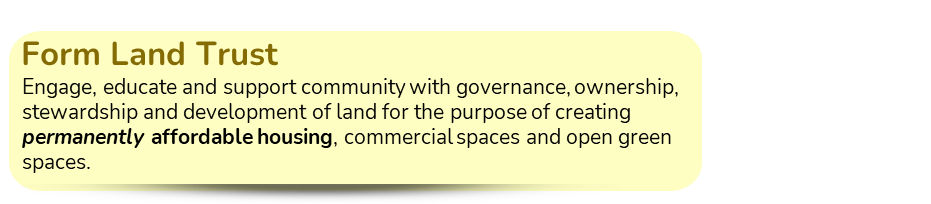 Form Land Trust
Engage, educate and support community with governance, ownership,
stewardship and development of land for the purpose of creating
permanently affordable housing, commercial spaces and open green
spaces.